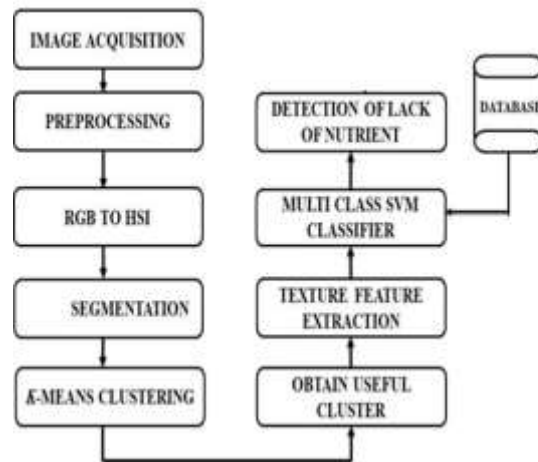 IMAGE ACQUISITION
PREPROCESSING
RGB TO HSI
SEGMENTATION
K-MEANS CLUSTERING
DETECTION OF LACK
OF NUTRIENT
MULTI CLASS SVM
CLASSIFIER
TEXTURE FEATURE
EXTRACTION
OBTAIN USEFUL
CLUSTER
DATABASE